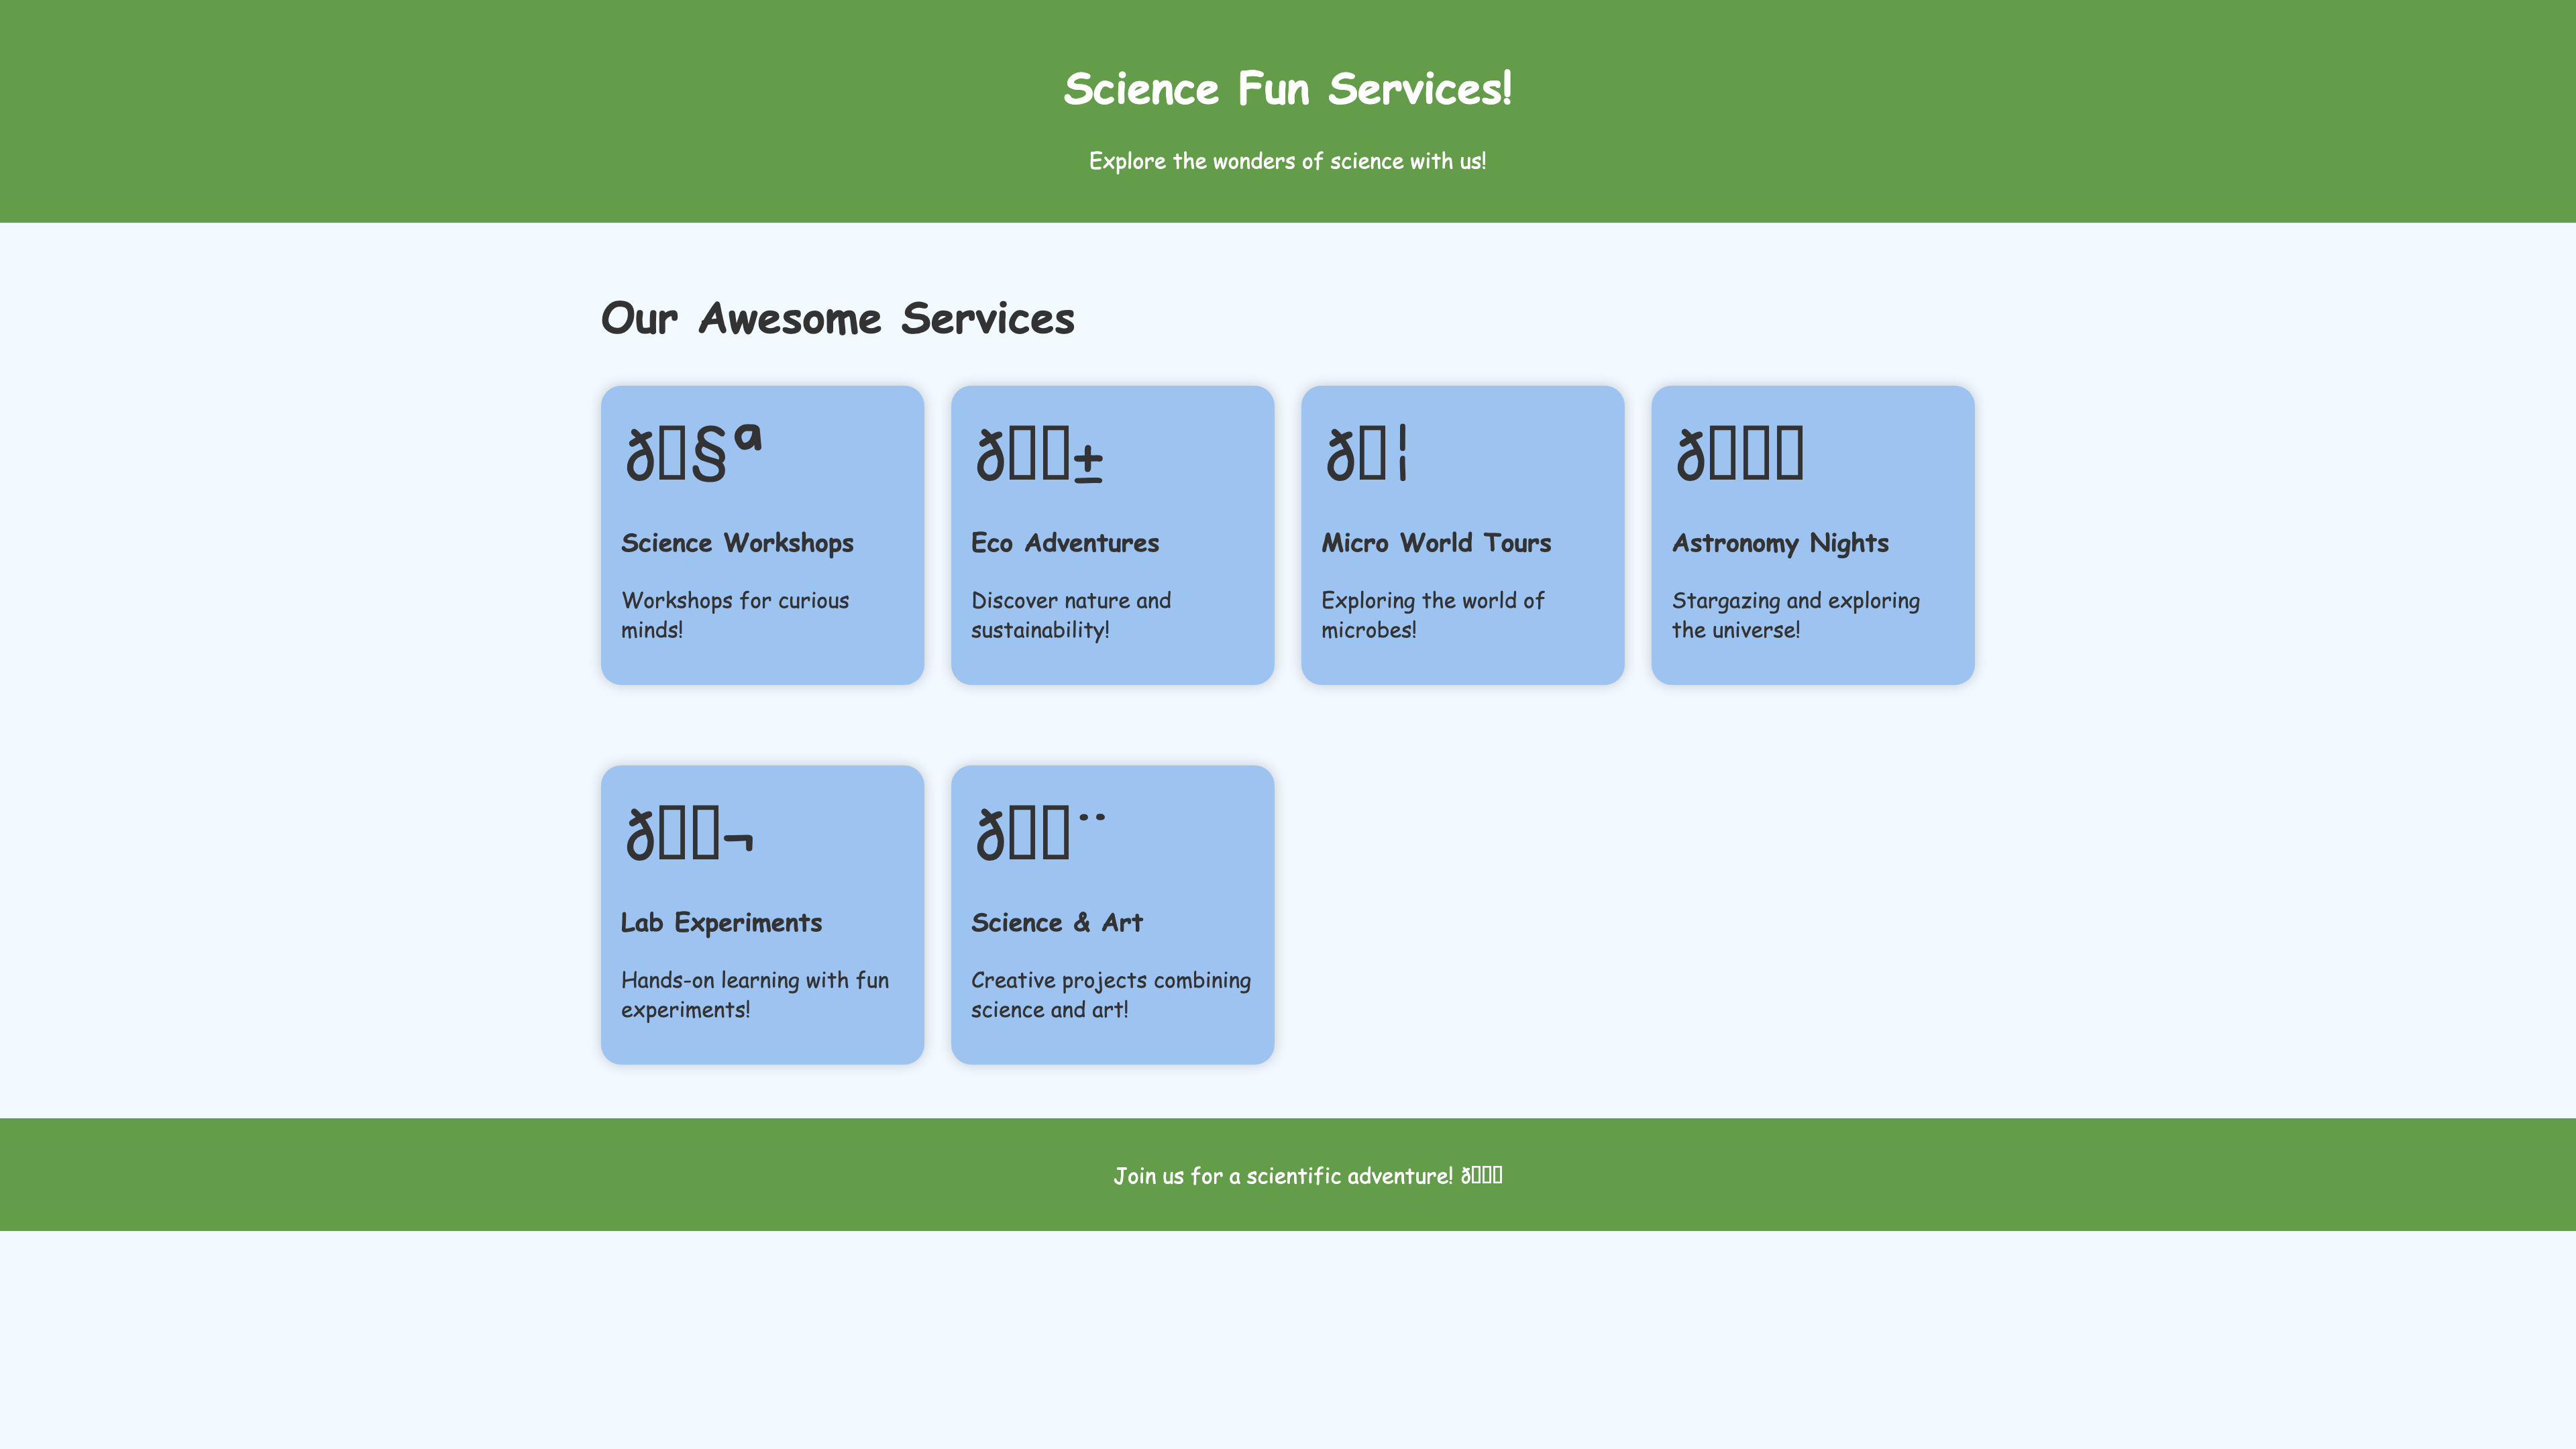 Science Fun Services!
Explore the wonders of science with us!
Our Awesome Services
ð▯§ª
ð▯▯±
ð▯¦
ð▯▯▯
Science Workshops
Eco Adventures
Micro World Tours
Astronomy Nights
Workshops for curious
minds!
Discover nature and
sustainability!
Exploring the world of
microbes!
Stargazing and exploring
the universe!
ð▯▯¬
ð▯▯¨
Lab Experiments
Science & Art
Hands-on learning with fun
experiments!
Creative projects combining
science and art!
Join us for a scientific adventure! ð▯▯▯